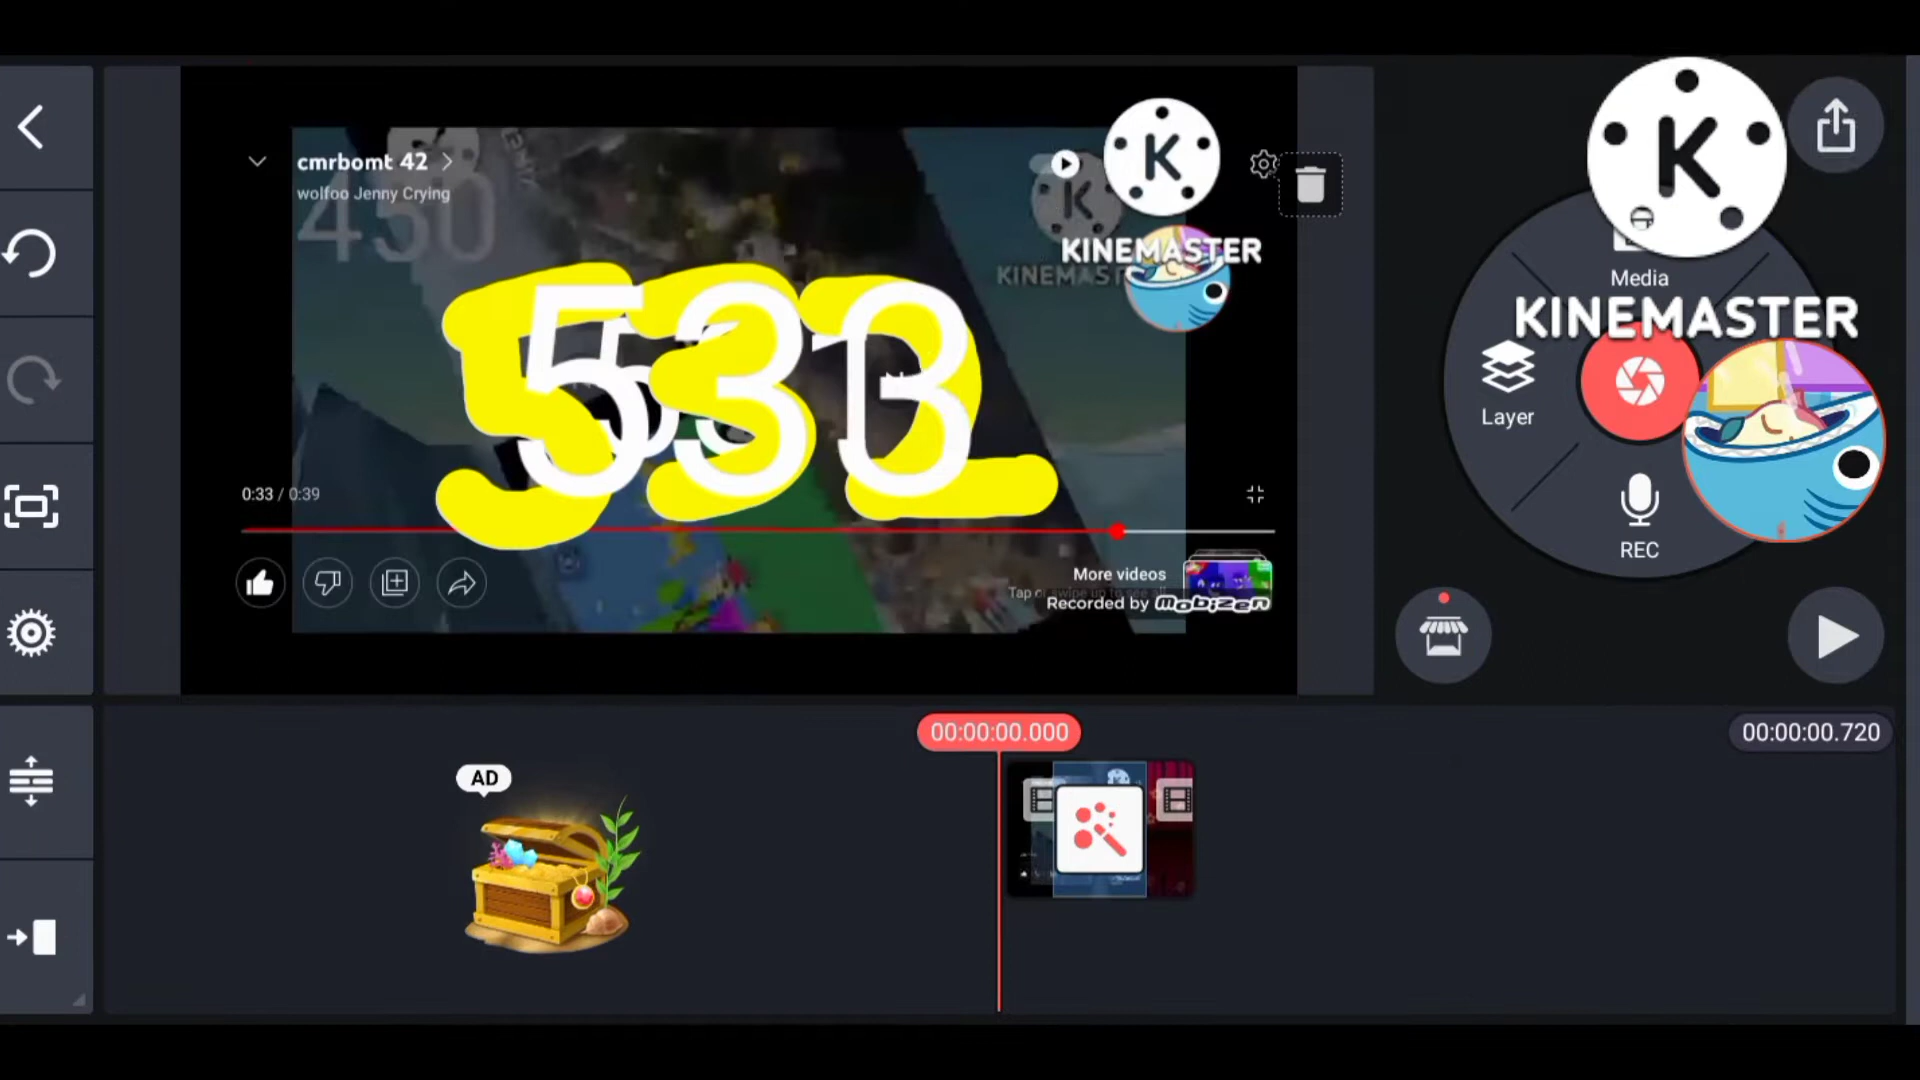 cmrbomt 42
wolfoo Jenny Crying
450
K
KINEMASTER
533
0:33 / 0:39
More videos
Recorded by mobizen
K
Media
KINEMASTER
Layer
REC
00:00:00.000
00:00:00.720
AD